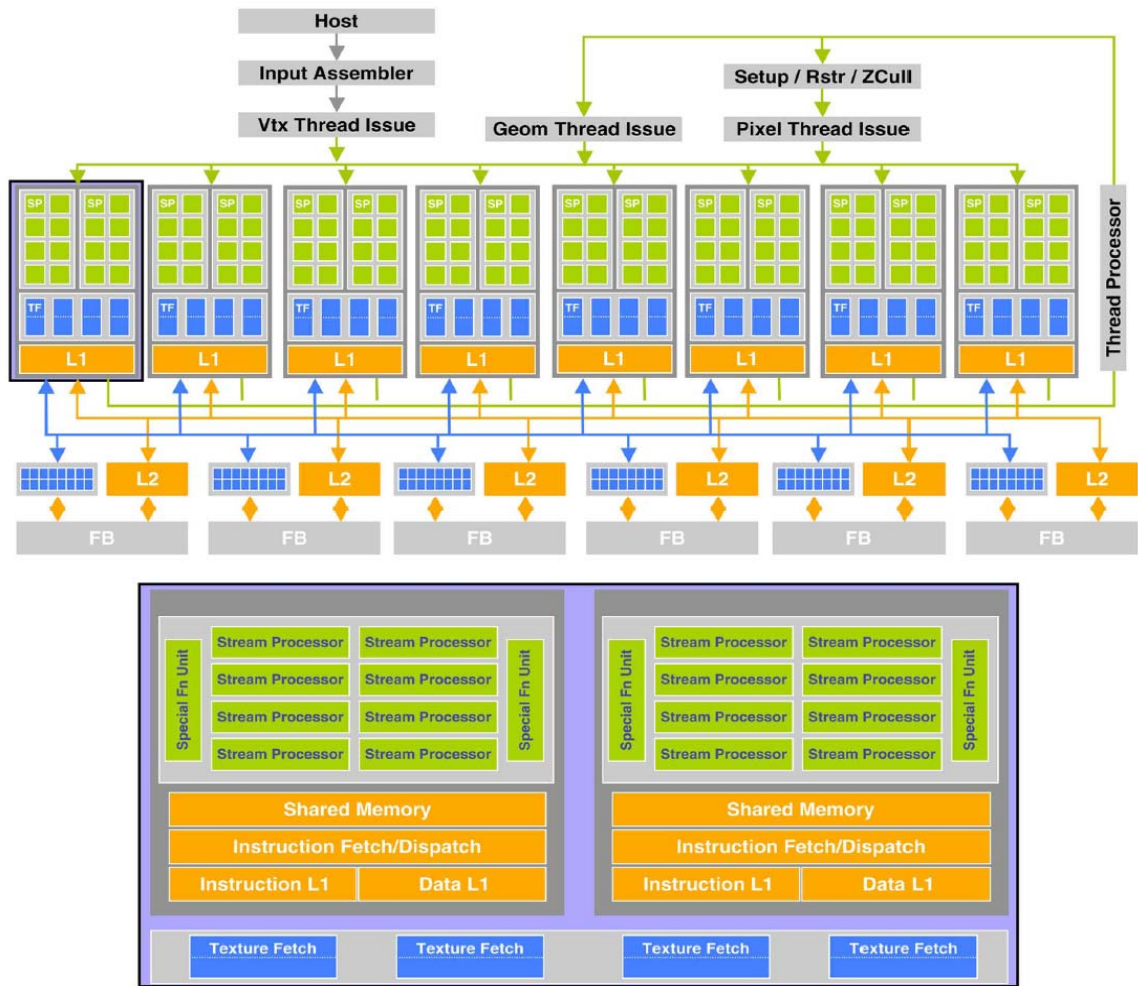 Host
Input Assembler
Setup / Rstr / ZCull
Vtx Thread Issue
Geom Thread Issue
Pixel Thread Issue
SP SP SP SP SP SP SP SP SP SP SP SP SP SP SP SP
Thread Processor
TF TF TF TF TF TF TF TF
L1 L1 L1 L1 L1 L1 L1 L1
L2 L2 L2 L2 L2 L2
FB FB FB FB FB FB
Special Fn Unit
Stream Processor Stream Processor
Stream Processor Stream Processor
Stream Processor Stream Processor
Stream Processor Stream Processor
Special Fn Unit
Shared Memory
Instruction Fetch/Dispatch
Instruction L1 Data L1
Special Fn Unit
Stream Processor Stream Processor
Stream Processor Stream Processor
Stream Processor Stream Processor
Stream Processor Stream Processor
Special Fn Unit
Shared Memory
Instruction Fetch/Dispatch
Instruction L1 Data L1
Texture Fetch Texture Fetch Texture Fetch Texture Fetch